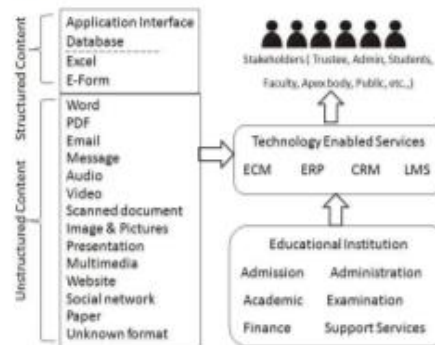 Structured Content
Application Interface
Database
Excel
E-Form
Unstructured Content
Word
PDF
Email
Message
Audio
Video
Scanned document
Image & Pictures
Presentation
Multimedia
Website
Social network
Paper
Unknown format
Stakeholders ( Trustee, Admin, Students,
Faculty, Apex body, Public, etc.,)
Technology Enabled Services
ECM ERP CRM LMS
Educational Institution
Admission Administration
Academic Examination
Finance Support Services